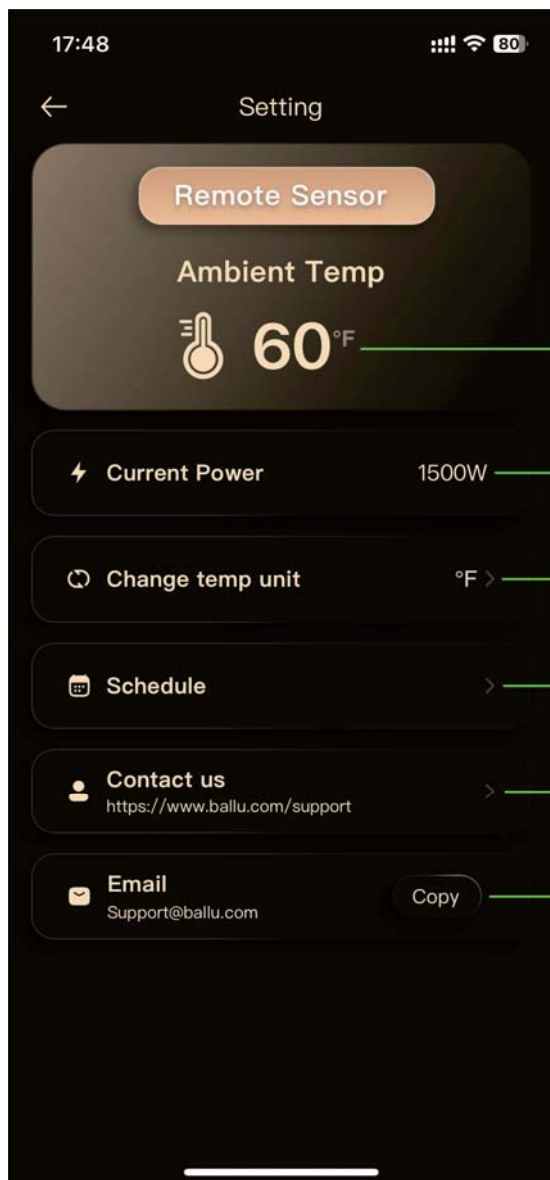 17:48
80
Setting
Remote Sensor
Ambient Temp
60°F
Current Power 1500W
Change temp unit °F
Schedule
Contact us
https://www.ballu.com/support
Email
Support@ballu.com
Copy